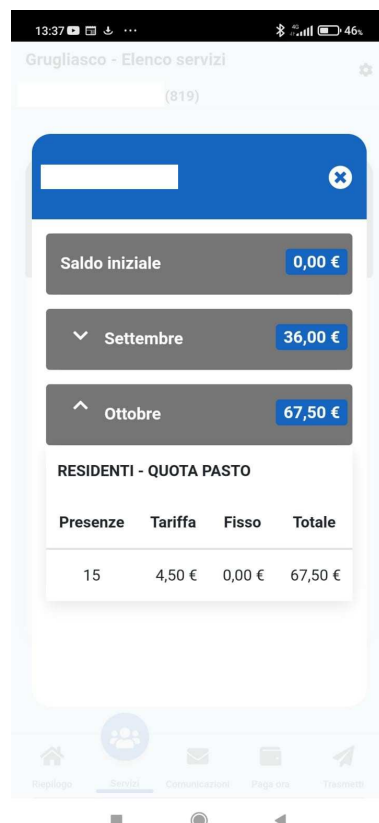 13:37 ... 4G 46%
Grugliasco - Elenco servizi
(819)
Saldo iniziale 0,00 €
Settembre 36,00 €
Ottobre 67,50 €
RESIDENTI - QUOTA PASTO
Presenze Tariffa Fisso Totale
15 4,50 € 0,00 € 67,50 €
Riepilogo Servizi Comunicazioni Paga ora Trasmetti